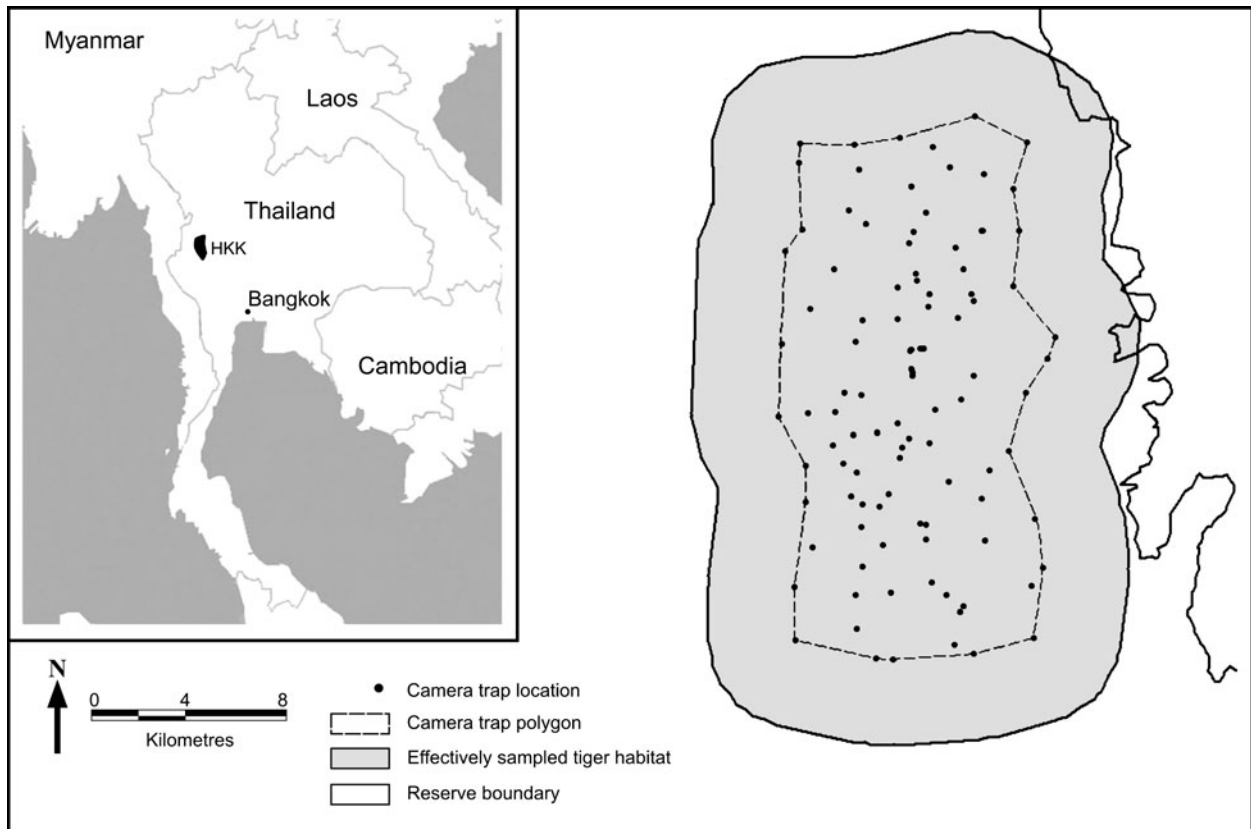 Myanmar
Laos
Thailand
HKK
Bangkok
Cambodia
N
0 4 8
Kilometres
Camera trap location
Camera trap polygon
Effectively sampled tiger habitat
Reserve boundary